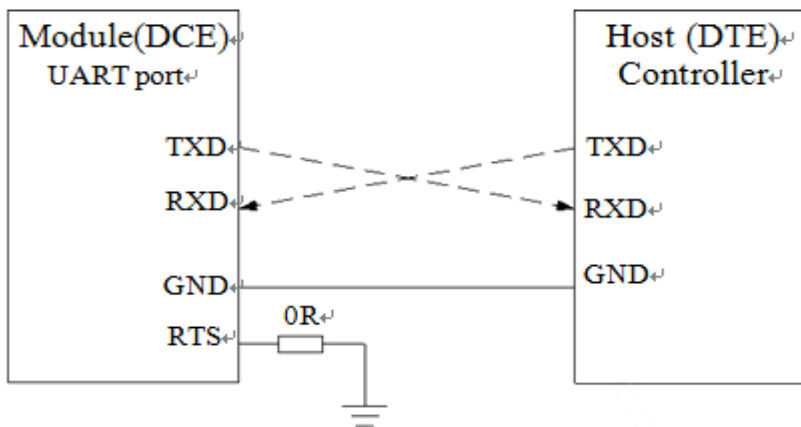 Module(DCE)↵
UART port↵
TXD↵
RXD↵
GND↵
RTS↵
0R↵
Host (DTE)↵
Controller↵
TXD↵
RXD↵
GND↵